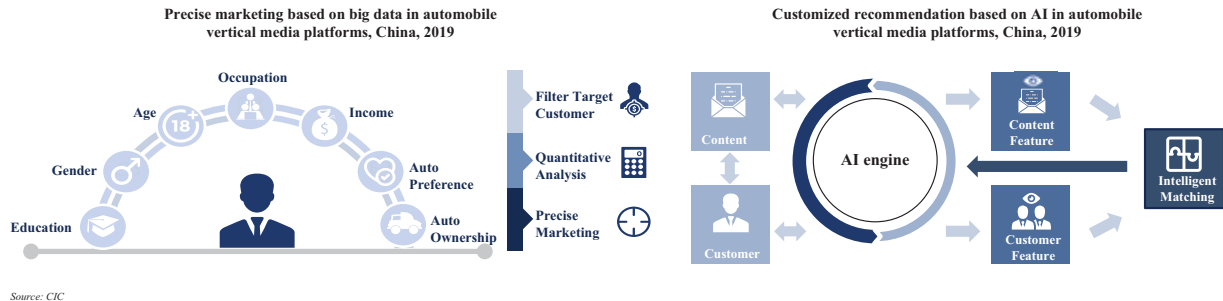 Precise marketing based on big data in automobile
vertical media platforms, China, 2019
Occupation
Age
18+
Income
Gender
Auto
Preference
Education
Auto
Ownership
Filter Target
Customer
Quantitative
Analysis
Precise
Marketing
Customized recommendation based on AI in automobile
vertical media platforms, China, 2019
Content
Customer
AI engine
Content
Feature
Customer
Feature
Intelligent
Matching
Source: CIC